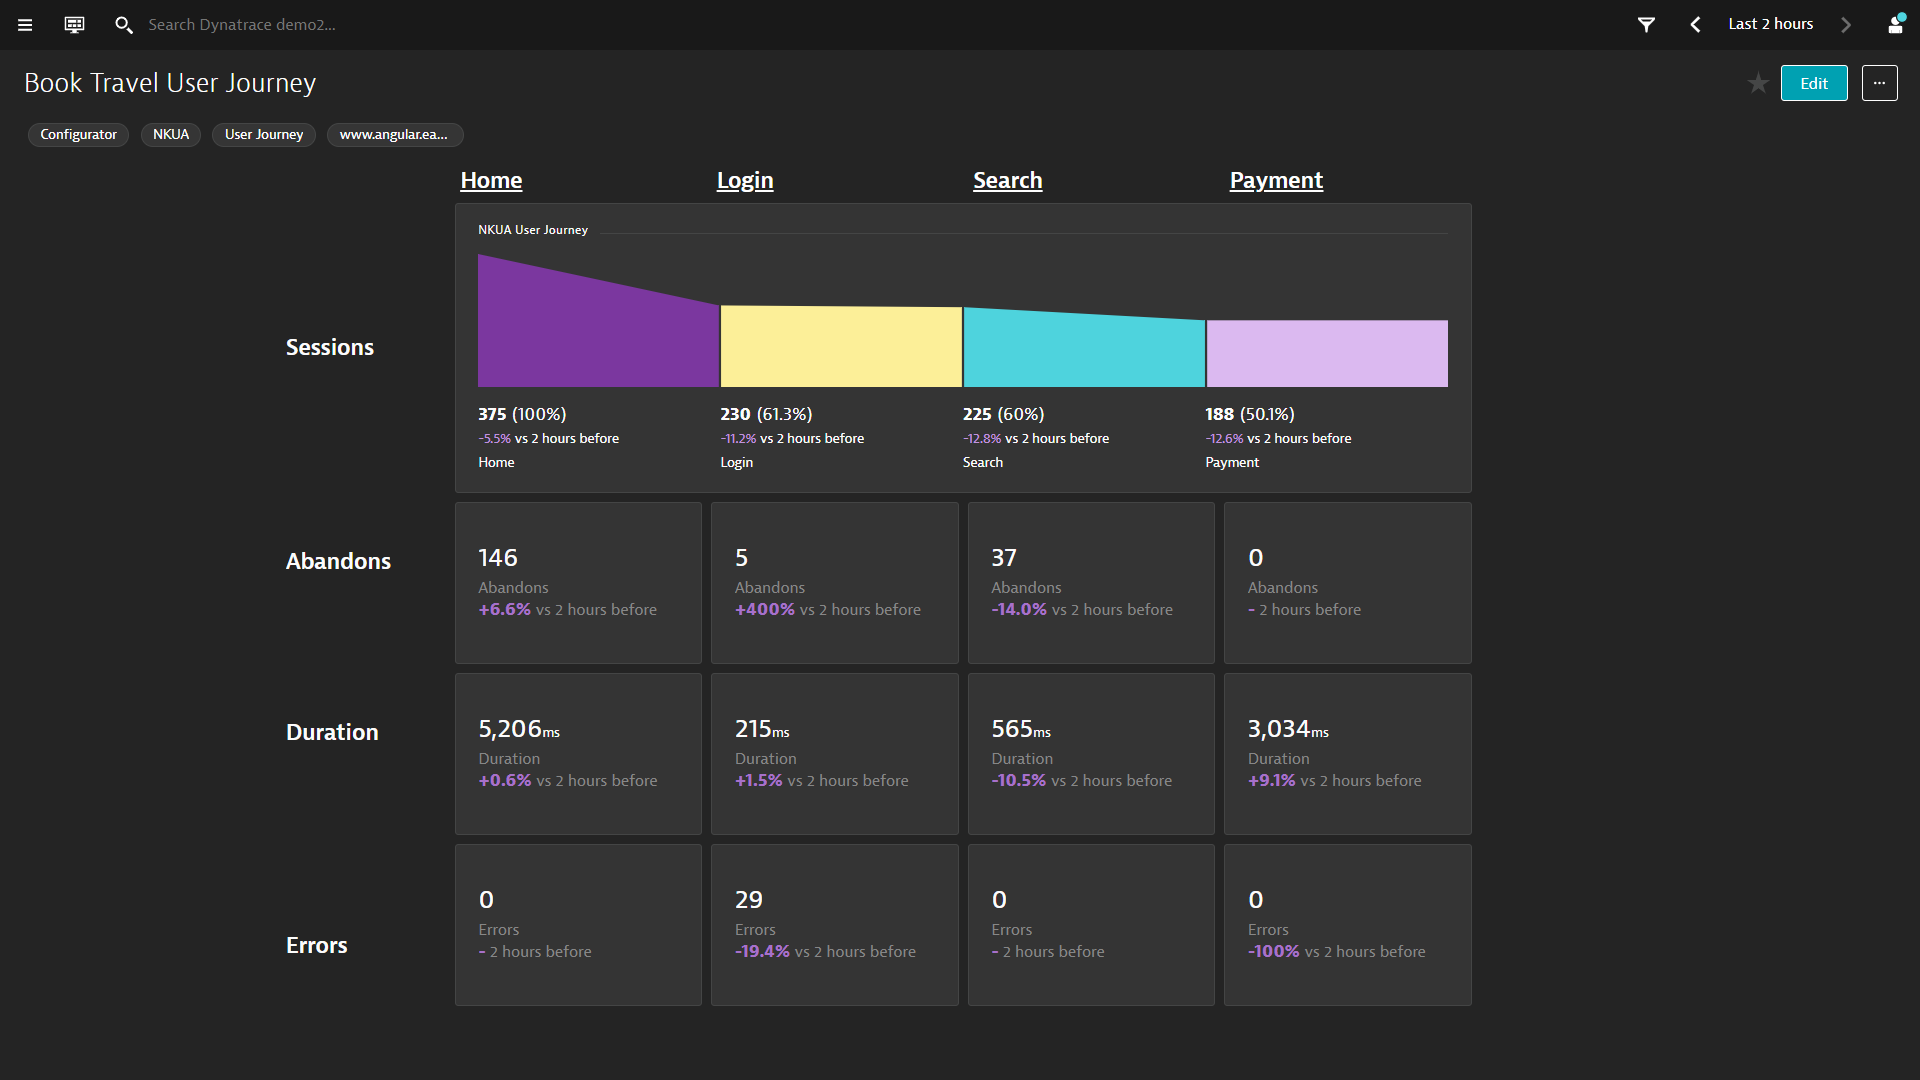 Search Dynatrace demo2...
Last 2 hours
Book Travel User Journey
Edit
...
Configurator
NKUA
User Journey
www.angular.ea...
Home
Login
Search
Payment
NKUA User Journey
Sessions
375 (100%)
-5.5% vs 2 hours before
Home
230 (61.3%)
-11.2% vs 2 hours before
Login
225 (60%)
-12.8% vs 2 hours before
Search
188 (50.1%)
-12.6% vs 2 hours before
Payment
Abandons
146
Abandons
+6.6% vs 2 hours before
5
Abandons
+400% vs 2 hours before
37
Abandons
-14.0% vs 2 hours before
0
Abandons
- 2 hours before
Duration
5,206ms
Duration
+0.6% vs 2 hours before
215ms
Duration
+1.5% vs 2 hours before
565ms
Duration
-10.5% vs 2 hours before
3,034ms
Duration
+9.1% vs 2 hours before
Errors
0
Errors
- 2 hours before
29
Errors
-19.4% vs 2 hours before
0
Errors
- 2 hours before
0
Errors
-100% vs 2 hours before